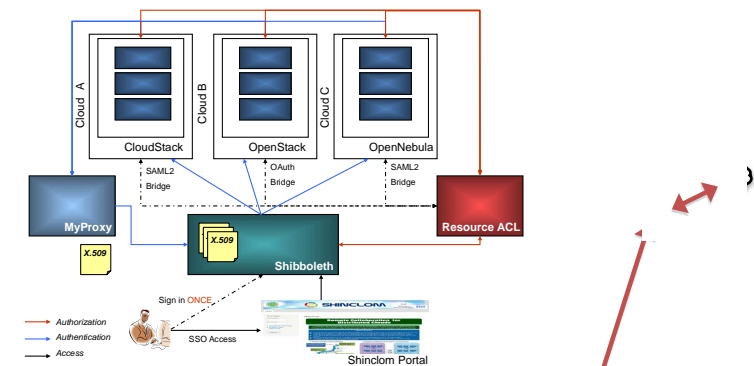 Cloud A
Cloud B
Cloud C
CloudStack
OpenStack
OpenNebula
SAML2
Bridge
OAuth
Bridge
SAML2
Bridge
MyProxy
Resource ACL
X.509
X.509
Shibboleth
Sign in ONCE
SHINCLOM
SSO Access
Shinclom Portal
Authorization
Authentication
Access